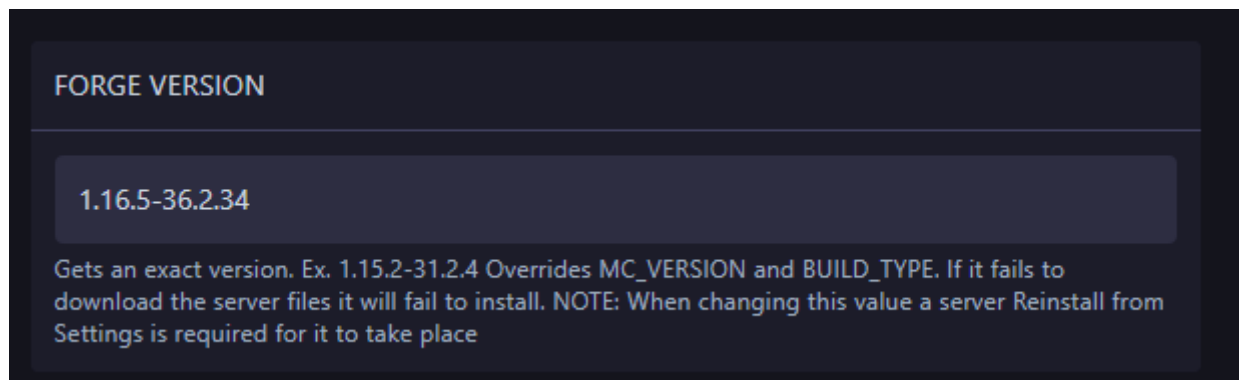 FORGE VERSION
1.16.5-36.2.34
Gets an exact version. Ex. 1.15.2-31.2.4 Overrides MC_VERSION and BUILD_TYPE. If it fails to
download the server files it will fail to install. NOTE: When changing this value a server Reinstall from
Settings is required for it to take place